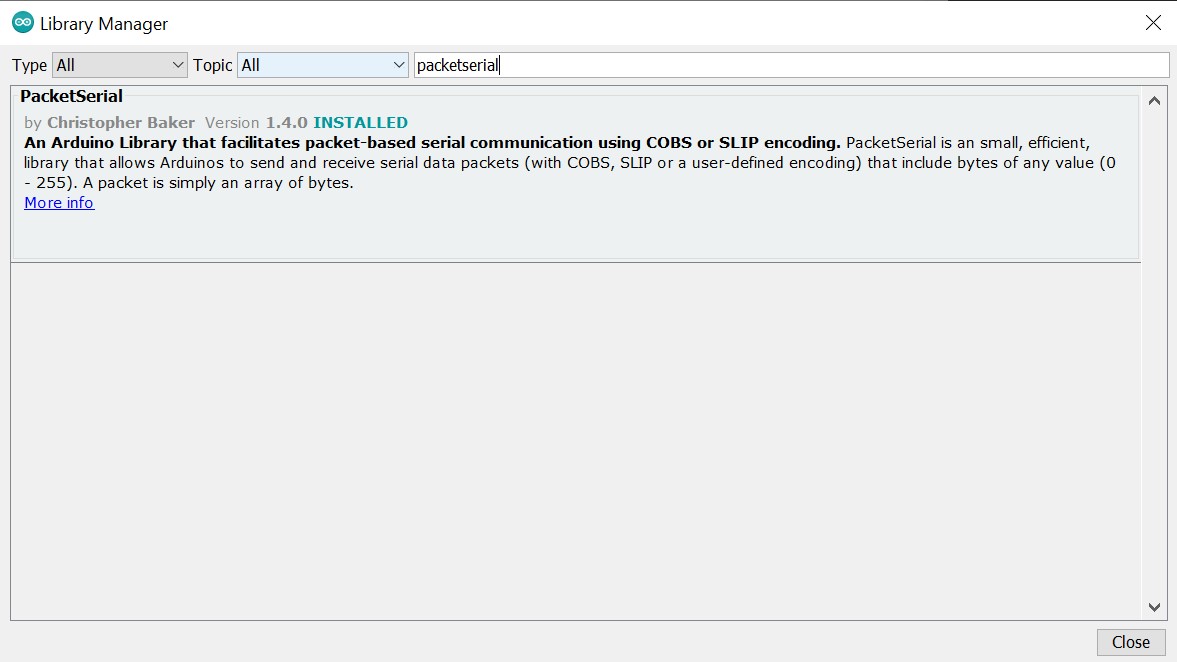 Library Manager
Type All Topic All packetserial
PacketSerial
by Christopher Baker Version 1.4.0 INSTALLED
An Arduino Library that facilitates packet-based serial communication using COBS or SLIP encoding. PacketSerial is an small, efficient,
library that allows Arduinos to send and receive serial data packets (with COBS, SLIP or a user-defined encoding) that include bytes of any value (0
- 255). A packet is simply an array of bytes.
More info
Close